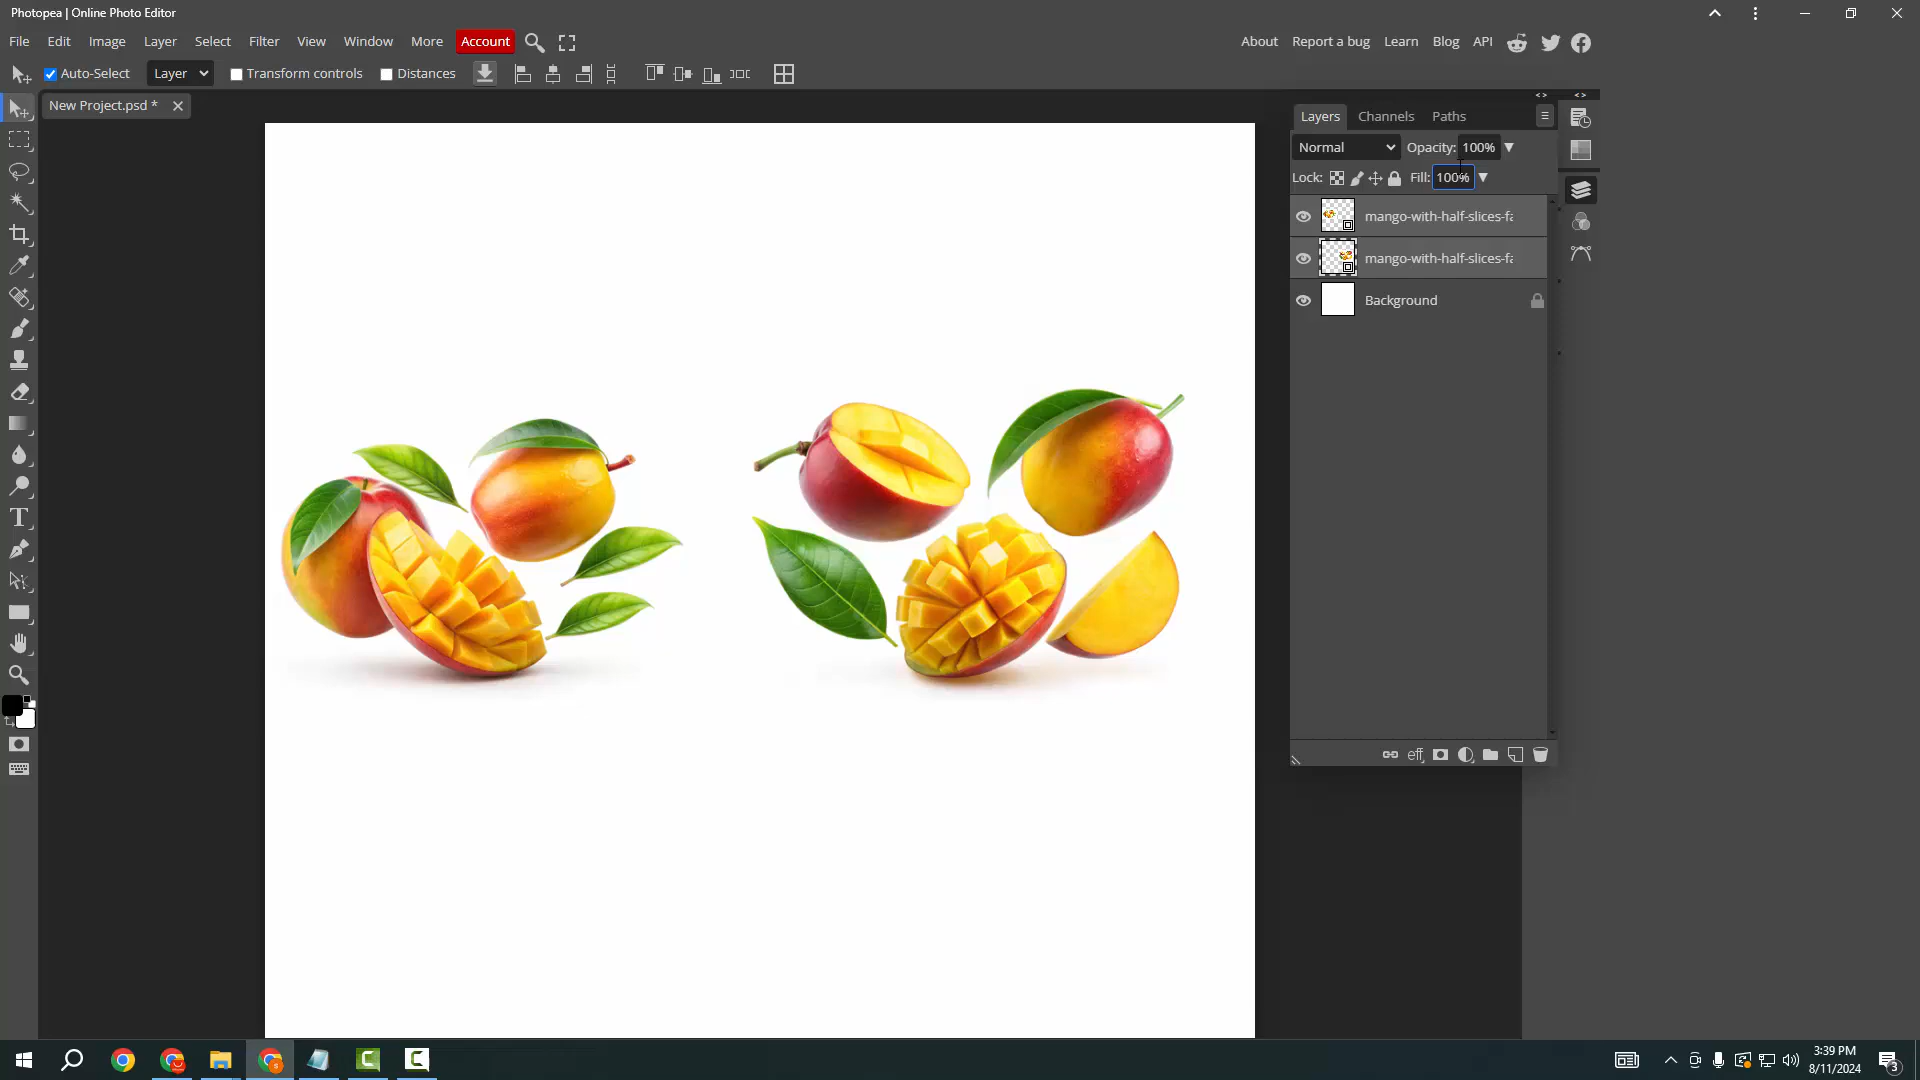 Photopea | Online Photo Editor
File Edit Image Layer Select Filter View Window More Account
About Report a bug Learn Blog API
Auto-Select Layer Transform controls Distances
New Project.psd *
Layers Channels Paths
Normal Opacity: 100%
Lock: Fill: 100%
mango-with-half-slices-fa
mango-with-half-slices-fa
Background
eff
3:39 PM
8/11/2024
3